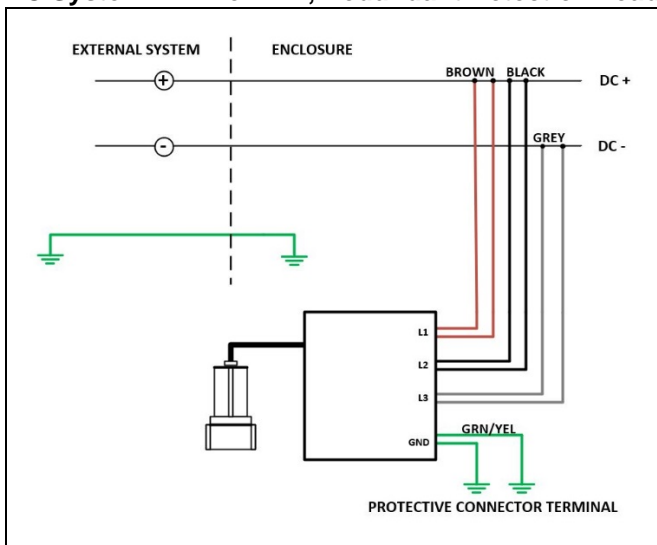 EXTERNAL SYSTEM ENCLOSURE
BROWN BLACK
+ DC +
GREY
- DC -
L1
L2
L3
GRN/YEL
GND
PROTECTIVE CONNECTOR TERMINAL